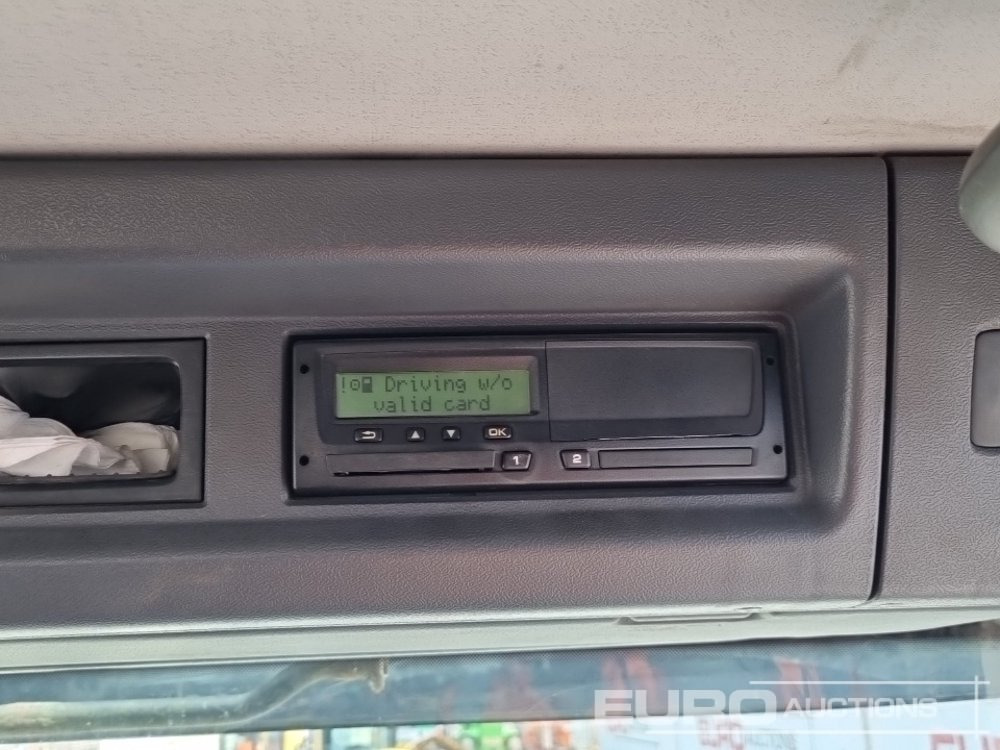 ! Driving w/o
valid card
OK
1
2
EURO AUCTIONS